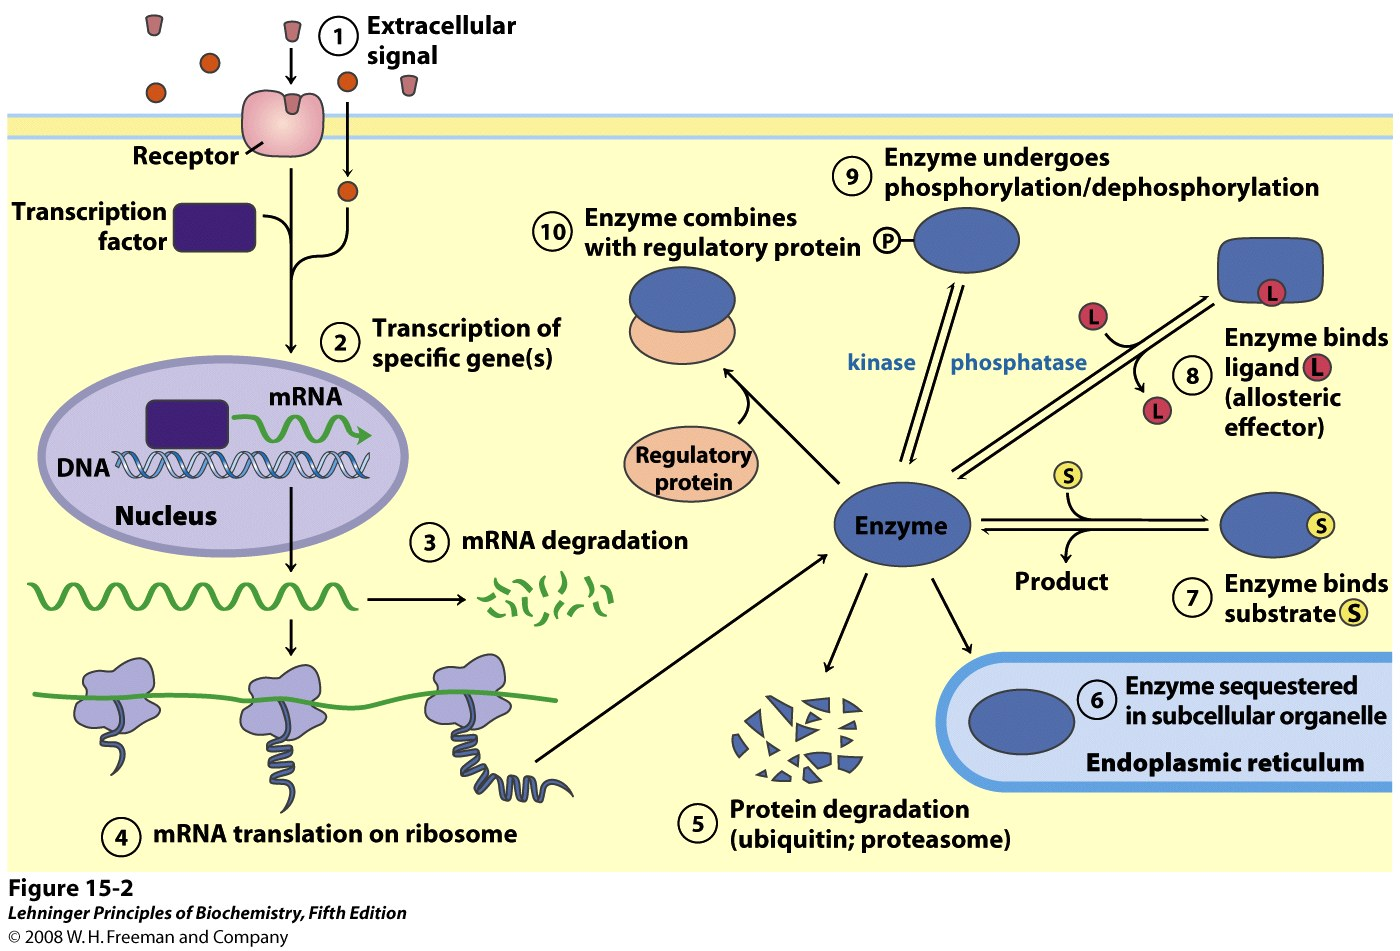 1 Extracellular
signal
Receptor
Transcription
factor
2 Transcription of
specific gene(s)
mRNA
DNA
Nucleus
3 mRNA degradation
4 mRNA translation on ribosome
10 Enzyme combines
with regulatory protein
Regulatory
protein
9 Enzyme undergoes
phosphorylation/dephosphorylation
P
kinase phosphatase
L
L
L
8 Enzyme binds
ligand L
(allosteric
effector)
Enzyme
S
S
Product
7 Enzyme binds
substrate S
6 Enzyme sequestered
in subcellular organelle
Endoplasmic reticulum
5 Protein degradation
(ubiquitin; proteasome)
Figure 15-2
Lehninger Principles of Biochemistry, Fifth Edition
© 2008 W. H. Freeman and Company